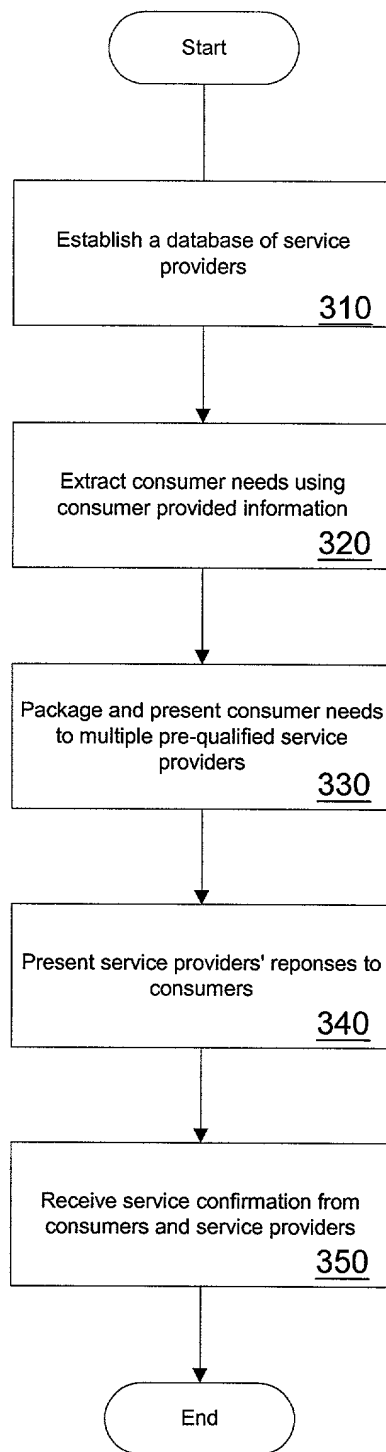 Start
Establish a database of service
providers
310
Extract consumer needs using
consumer provided information
320
Package and present consumer needs
to multiple pre-qualified service
providers
330
Present service providers' reponses to
consumers
340
Receive service confirmation from
consumers and service providers
350
End